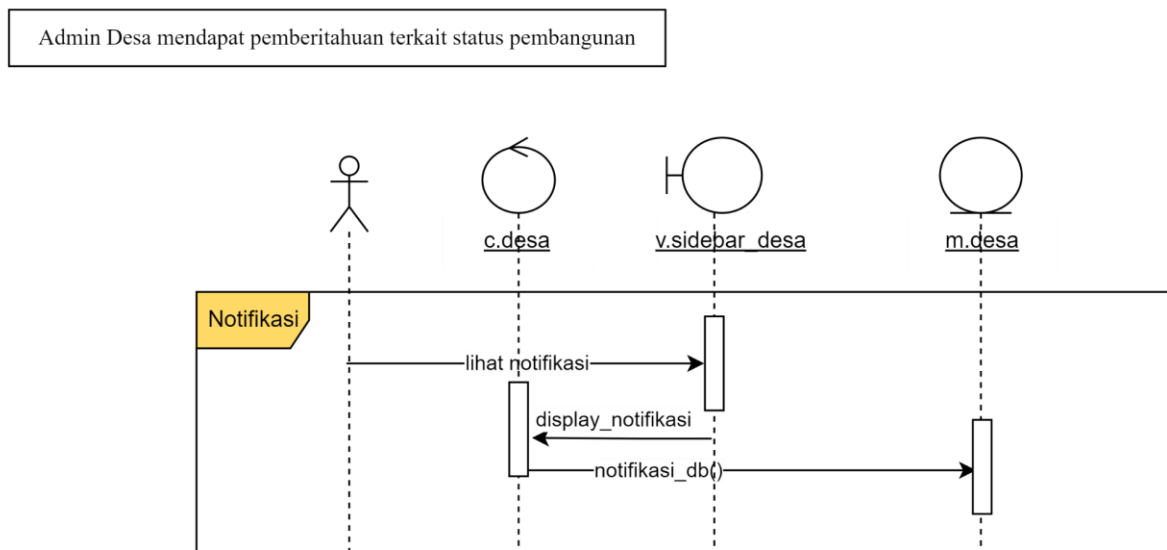 Admin Desa mendapat pemberitahuan terkait status pembangunan
c.desa
v.sidebar_desa
m.desa
Notifikasi
lihat notifikasi
display_notifikasi
notifikasi_db()